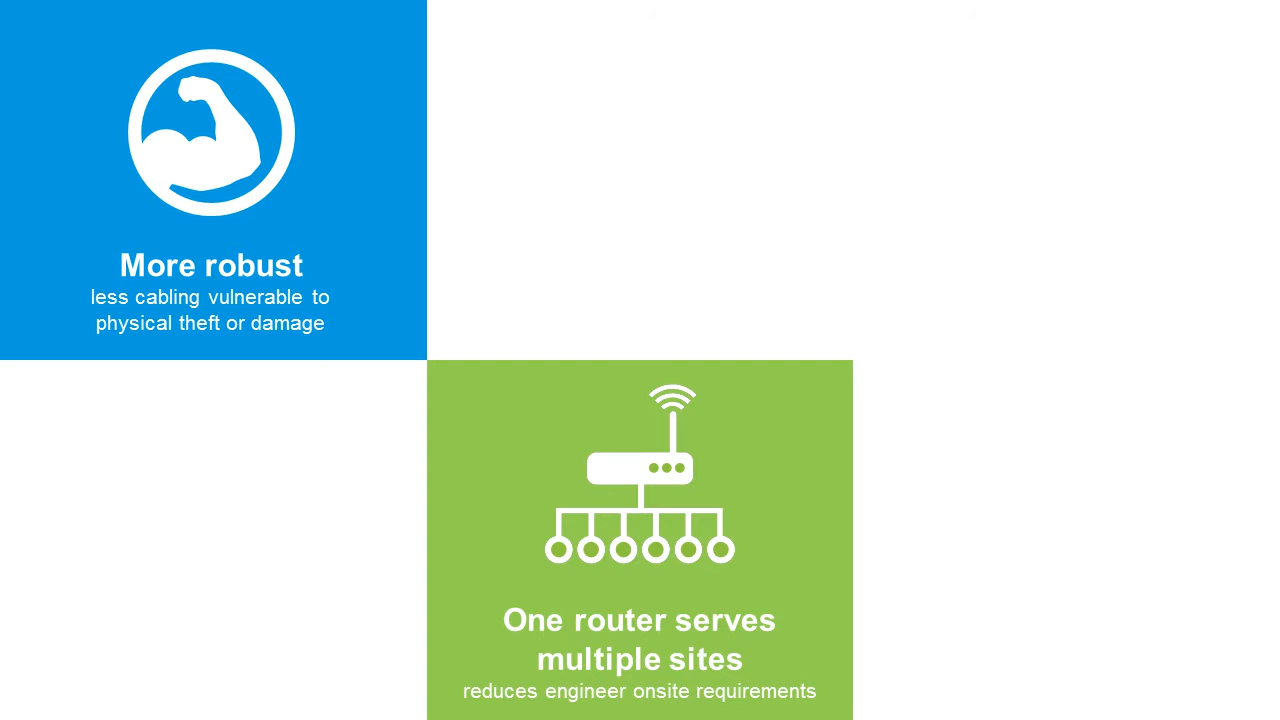 More robust
less cabling vulnerable to
physical theft or damage
One router serves
multiple sites
reduces engineer onsite requirements